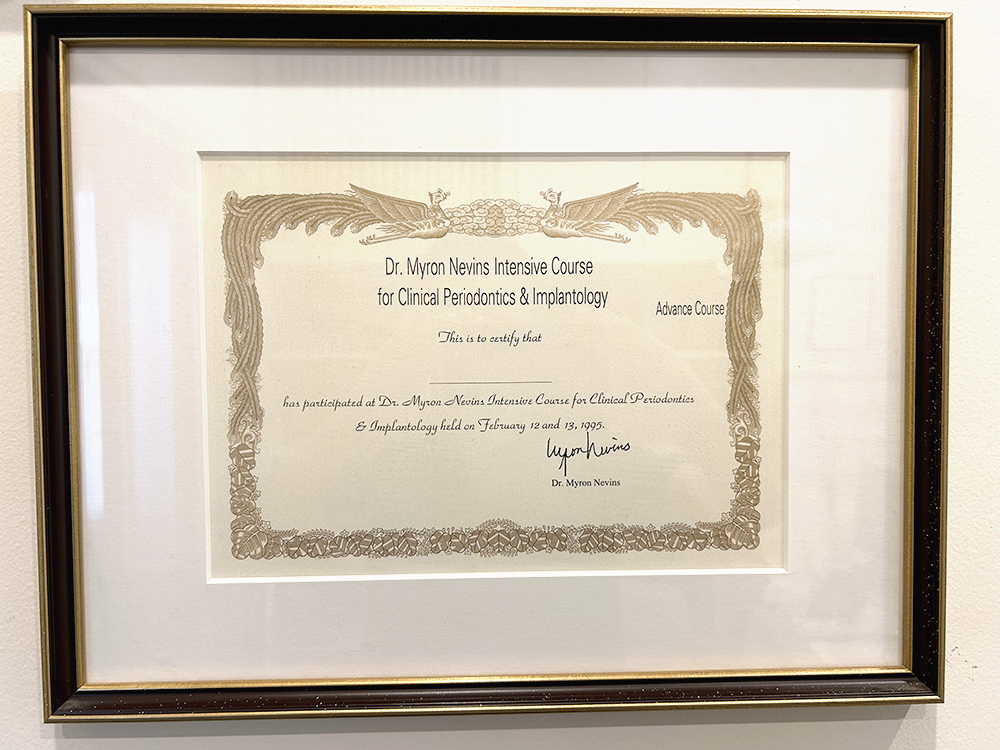 Dr. Myron Nevins Intensive Course
for Clinical Periodontics & Implantology
Advance Course
This is to certify that
has participated at Dr. Myron Nevins Intensive Course for Clinical Periodontics
& Implantology held on February 12 and 13, 1995.
Myron Nevins
Dr. Myron Nevins